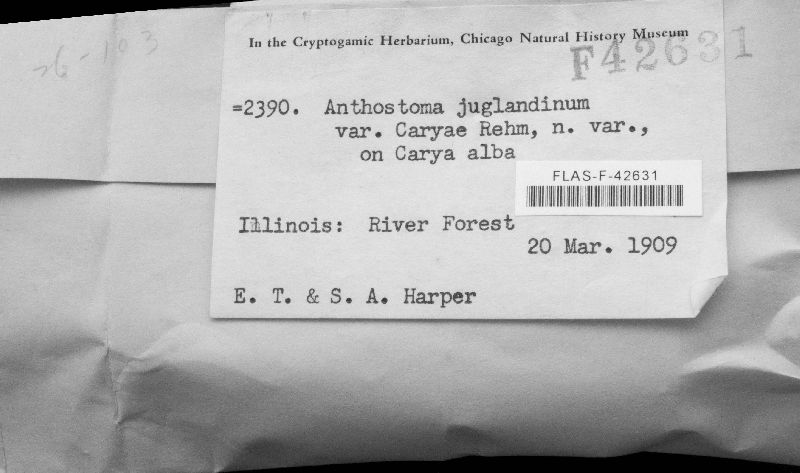 26-103
In the Cryptogamic Herbarium, Chicago Natural History Museum
F42631
=2390. Anthostoma juglandinum
var. Caryae Rehm, n. var.,
on Carya alba
FLAS-F-42631
Illinois: River Forest
20 Mar. 1909
E. T. & S. A. Harper